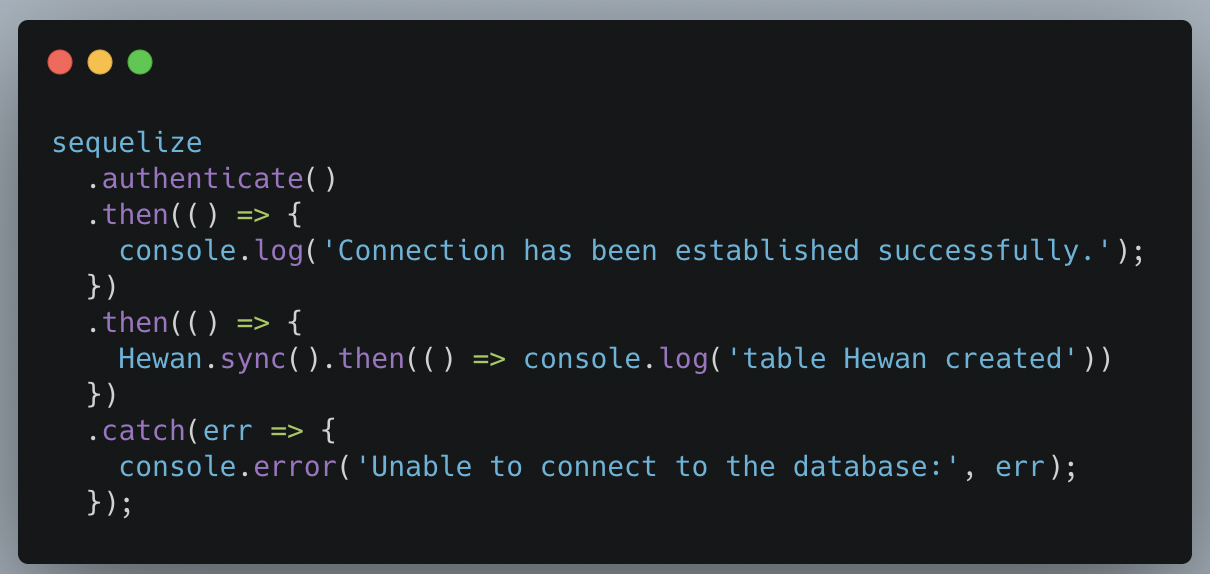 sequelize
  .authenticate()
  .then(() => {
    console.log('Connection has been established successfully.');
  })
  .then(() => {
    Hewan.sync().then(() => console.log('table Hewan created'))
  })
  .catch(err => {
    console.error('Unable to connect to the database:', err);
  });